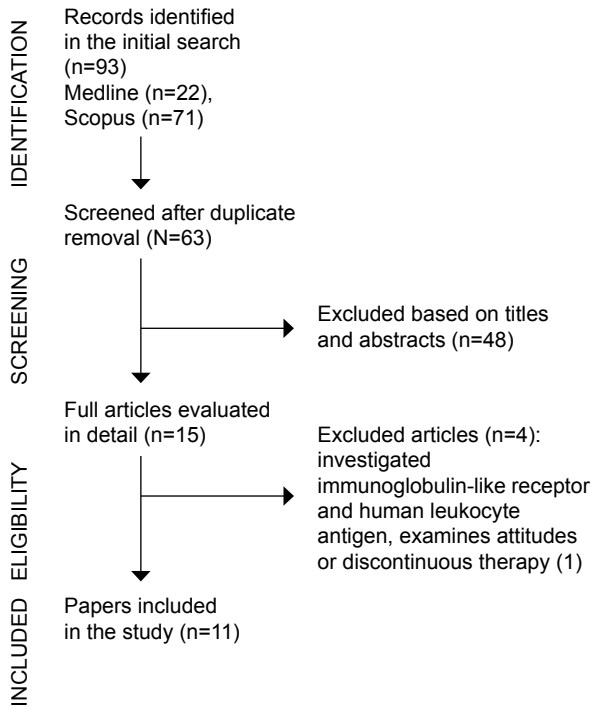 IDENTIFICATION
Records identified
in the initial search
(n=93)
Medline (n=22),
Scopus (n=71)
Screened after duplicate
removal (N=63)
SCREENING
Excluded based on titles
and abstracts (n=48)
Full articles evaluated
in detail (n=15)
ELIGIBILITY
Excluded articles (n=4):
investigated
immunoglobulin-like receptor
and human leukocyte
antigen, examines attitudes
or discontinuous therapy (1)
INCLUDED
Papers included
in the study (n=11)